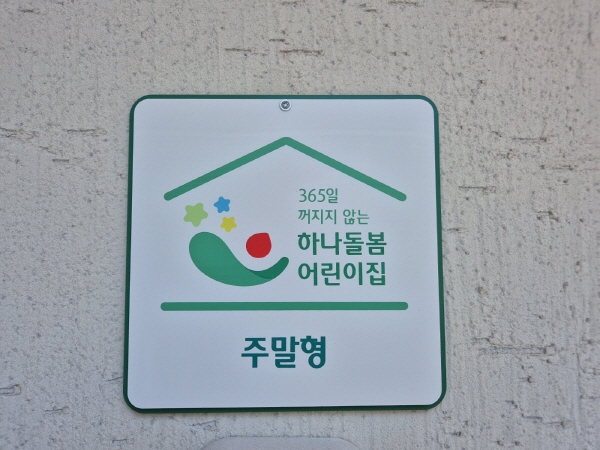 365일
꺼지지 않는
하나돌봄
어린이집
주말형